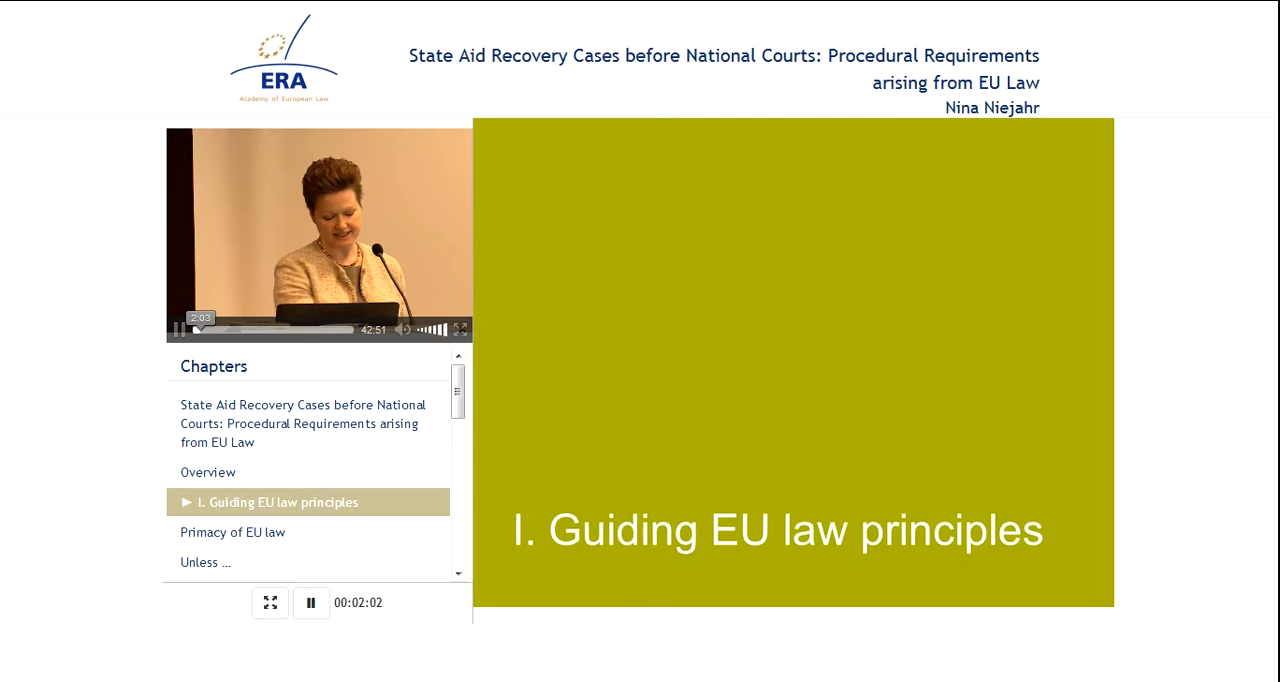 State Aid Recovery Cases before National Courts: Procedural Requirements
arising from EU Law
Nina Niejahr
ERA
Academy of European Law
2:03
42:51
Chapters
State Aid Recovery Cases before National
Courts: Procedural Requirements arising
from EU Law
Overview
► I. Guiding EU law principles
Primacy of EU law
Unless ...
00:02:02
I. Guiding EU law principles